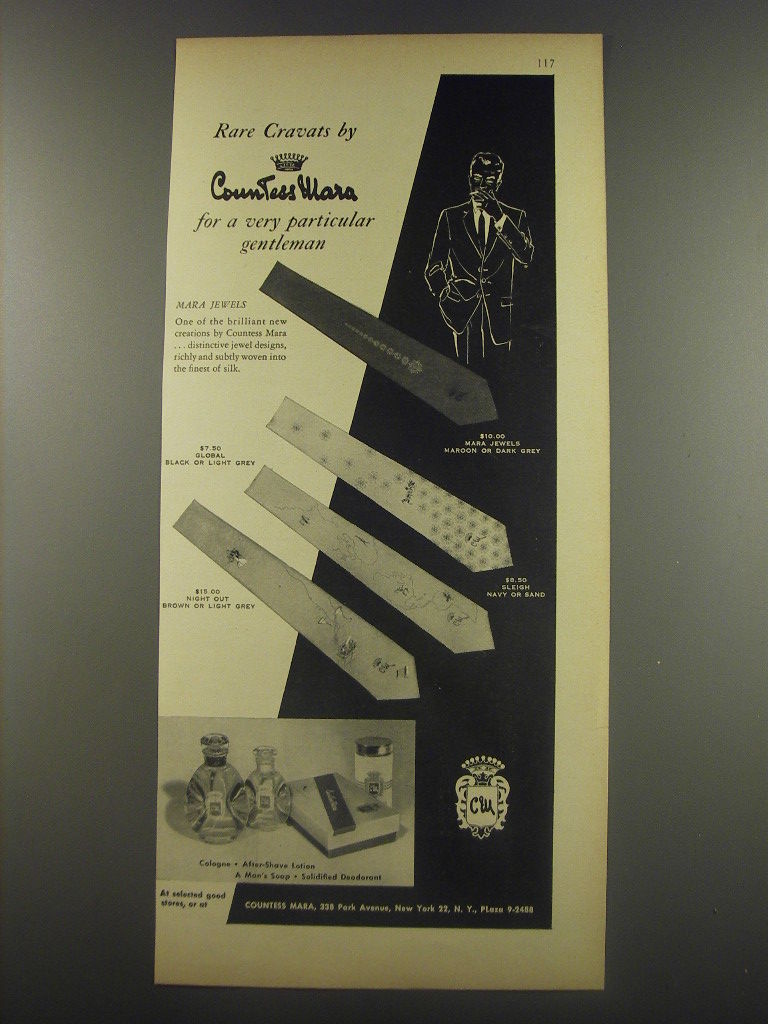 117
Rare Cravats by
Countess Mara
for a very particular
gentleman
MARA JEWELS
One of the brilliant new
creations by Countess Mara
... distinctive jewel designs,
richly and subtly woven into
the finest of silk.
$10.00
MARA JEWELS
MAROON OR DARK GREY
$7.50
GLOBAL
BLACK OR LIGHT GREY
$8.50
SLEIGH
NAVY OR SAND
$15.00
NIGHT OUT
BROWN OR LIGHT GREY
CM
Cologne • After-Shave Lotion
A Man's Soap • Solidified Deodorant
At selected good
stores, or at
COUNTESS MARA, 338 Park Avenue, New York 22, N. Y., PLaza 9-2488